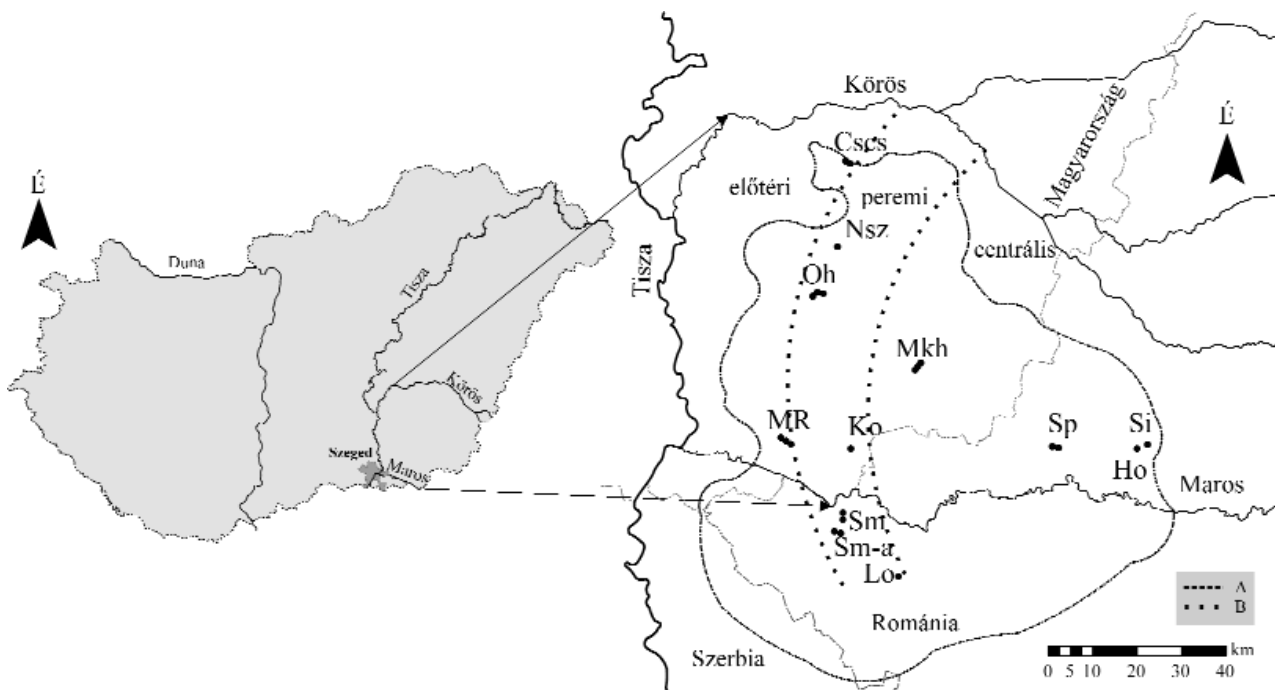 É
Duna
Tisza
Körös
Szeged
Maros
Tisza
Körös
Magyarország
É
Cscs
előtéri
peremi
Nsz
centrális
Oh
Mkh
MR
Ko
Sp
Si
Ho
Maros
Sm
Sm-a
Lo
Románia
Szerbia
A
B
km
0 5 10 20 30 40